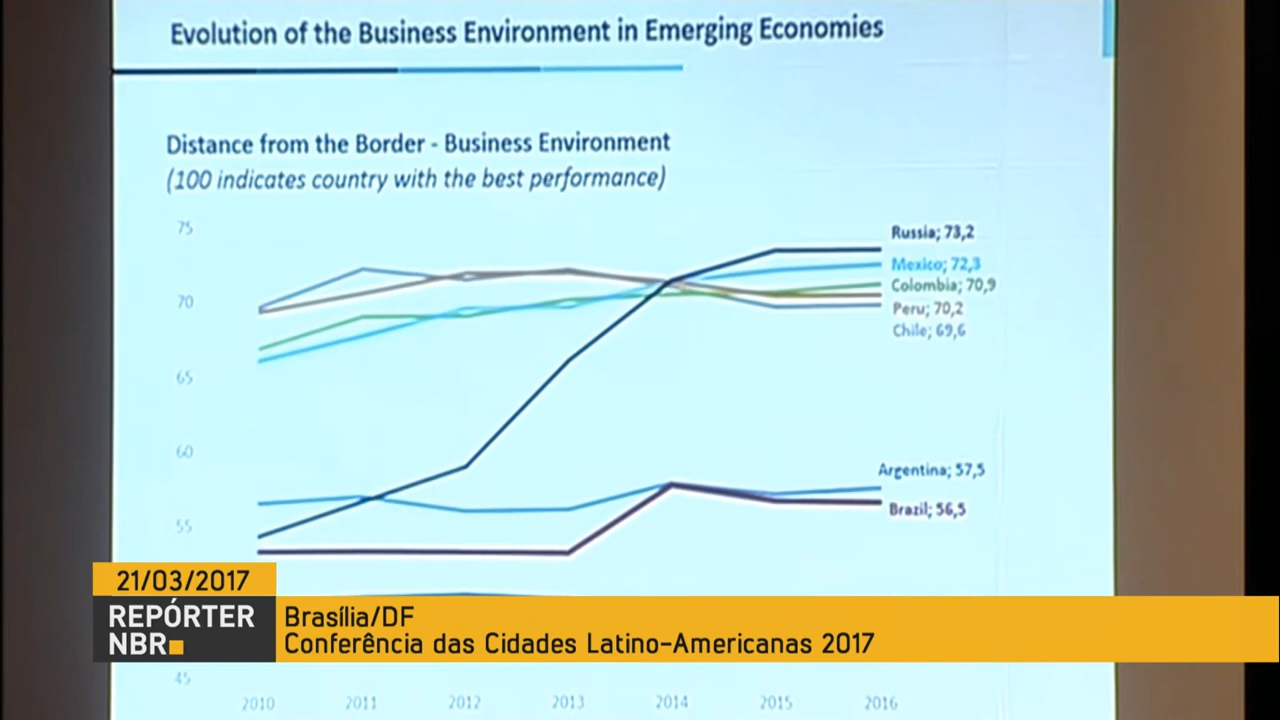 Evolution of the Business Environment in Emerging Economies
Distance from the Border - Business Environment
(100 indicates country with the best performance)
75
70
65
60
55
45
Russia; 73,2
Mexico; 72,3
Colombia; 70,9
Peru; 70,2
Chile; 69,6
Argentina; 57,5
Brazil; 56,5
2010 2011 2012 2013 2014 2015 2016
21/03/2017
REPÓRTER
NBR
Brasília/DF
Conferência das Cidades Latino-Americanas 2017